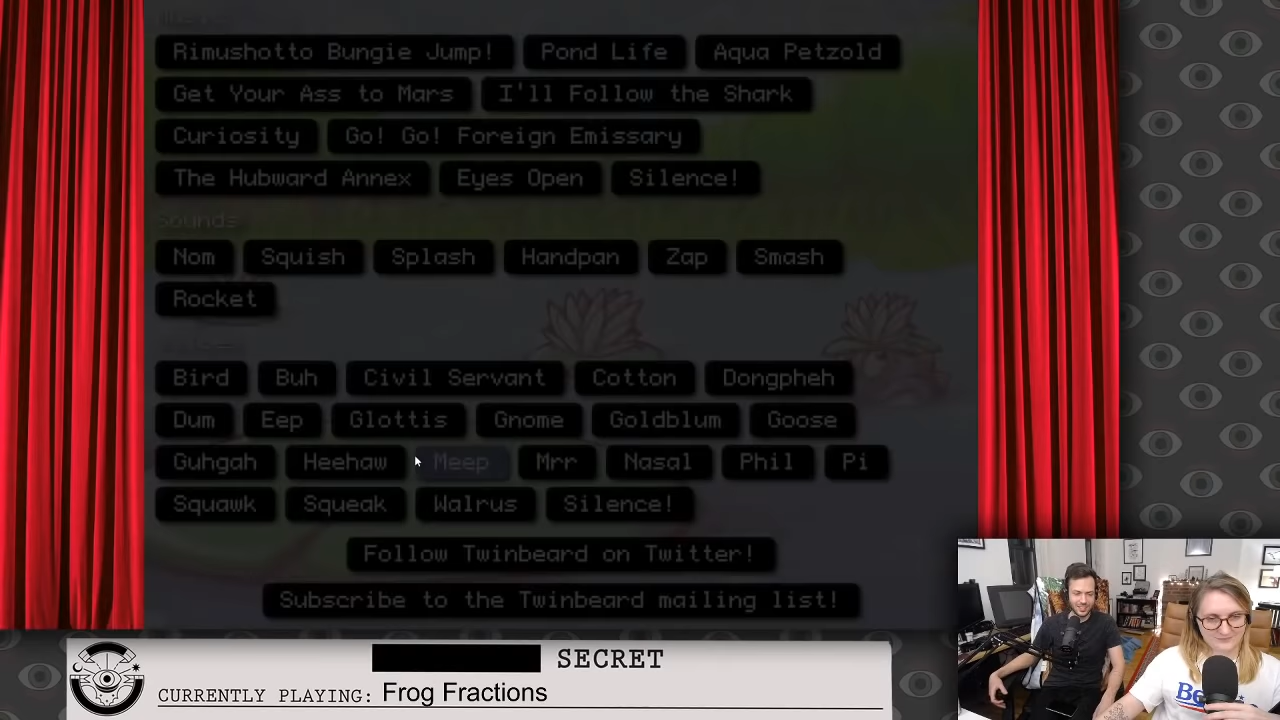 Rimushotto Bungie Jump! Pond Life Aqua Petzold
Get Your Ass to Mars I'll Follow the Shark
Curiosity Go! Go! Foreign Emissary
The Hubward Annex Eyes Open Silence!
Sounds
Nom Squish Splash Handpan Zap Smash
Rocket
Bird Buh Civil Servant Cotton Dongpheh
Dum Eep Glottis Gnome Goldblum Goose
Guhgah Heehaw Meep Mrr Nasal Phil Pi
Squawk Squeak Walrus Silence!
Follow Twinbeard on Twitter!
Subscribe to the Twinbeard mailing list!
SECRET
CURRENTLY PLAYING: Frog Fractions